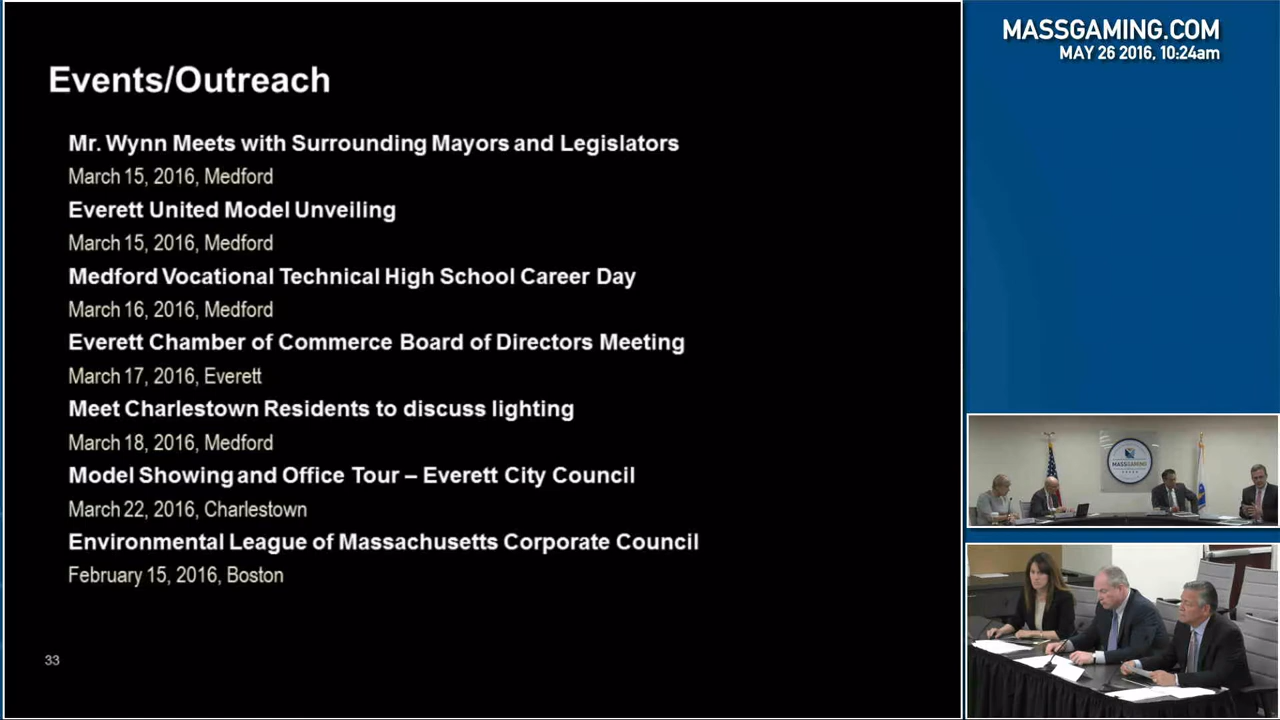 MASSGAMING.COM
MAY 26 2016, 10:24am
Events/Outreach
Mr. Wynn Meets with Surrounding Mayors and Legislators
March 15, 2016, Medford
Everett United Model Unveiling
March 15, 2016, Medford
Medford Vocational Technical High School Career Day
March 16, 2016, Medford
Everett Chamber of Commerce Board of Directors Meeting
March 17, 2016, Everett
Meet Charlestown Residents to discuss lighting
March 18, 2016, Medford
Model Showing and Office Tour – Everett City Council
March 22, 2016, Charlestown
Environmental League of Massachusetts Corporate Council
February 15, 2016, Boston
33
MASSGAMING